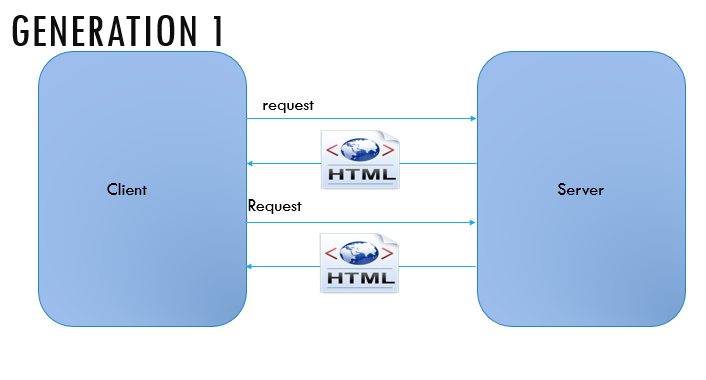 GENERATION 1
request
< >
HTML
Client
Server
Request
< >
HTML